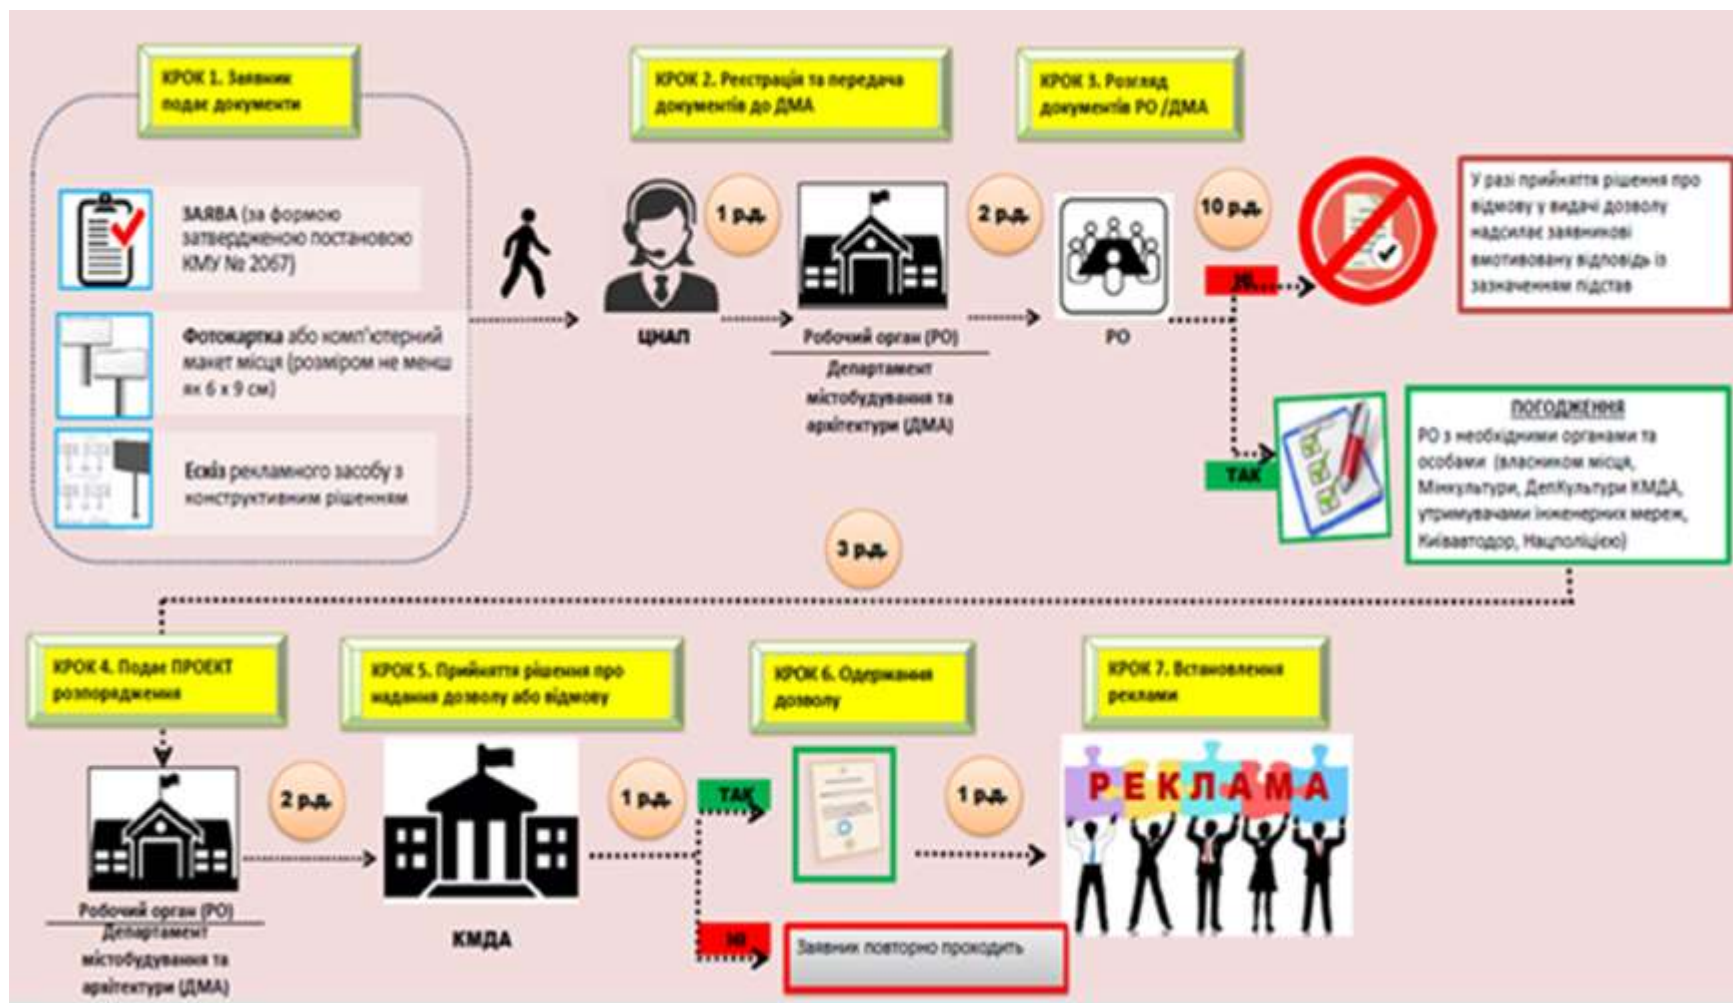 КРОК 1. Заявник
подає документи
ЗАЯВА (за формою
затвердженою постановою
КМУ № 2067)
Фотокартка або комп'ютерний
макет місця (розміром не менш
як 6 х 9 см)
Ескіз рекламного засобу з
конструктивним рішенням
КРОК 2. Реєстрація та передача
документів до ДМА
ЦНАП
1 р.д.
Робочий орган (РО)
Департамент
містобудування та
архітектури (ДМА)
2 р.д.
КРОК 3. Розгляд
документів РО /ДМА
РО
10 р.д.
НІ
У разі прийняття рішення про
відмову у видачі дозволу
надсилає заявникові
вмотивовану відповідь із
зазначенням підстав
ТАК
ПОГОДЖЕННЯ
РО з необхідними органами та
особами (власником місця,
Мінкультури, ДепКультури КМДА,
утримувачами інженерних мереж,
Київавтодор, Нацполіцією)
3 р.д.
КРОК 4. Подає ПРОЕКТ
розпорядження
Робочий орган (РО)
Департамент
містобудування та
архітектури (ДМА)
2 р.д.
КРОК 5. Прийняття рішення про
надання дозволу або відмову
КМДА
1 р.д.
ТАК
НІ
Заявник повторно проходить
КРОК 6. Одержання
дозволу
1 р.д.
КРОК 7. Встановлення
реклами
РЕКЛАМА